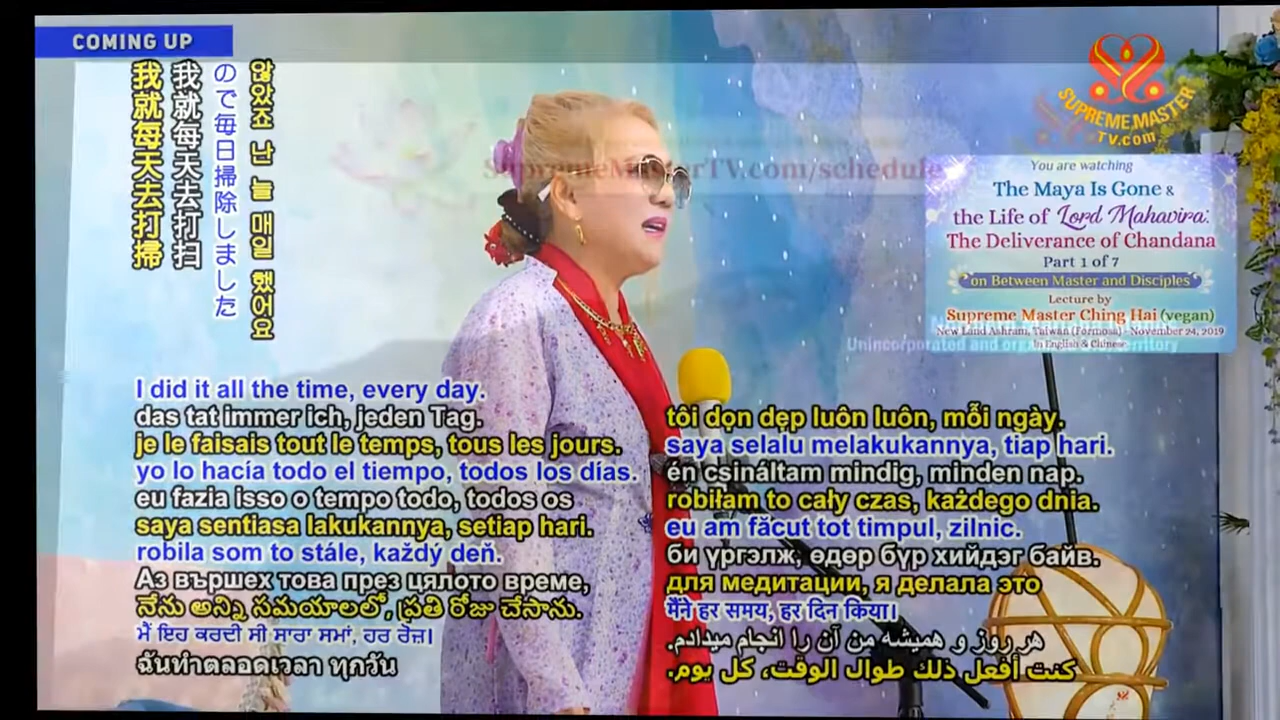 COMING UP
않았죠 난 늘 매일 했어요
ので毎日掃除しました
我就每天去打扫
我就每天去打掃
SUPREME MASTER
TV.com
SupremeMasterTV.com/schedule
You are watching
The Maya Is Gone &
the Life of Lord Mahavira:
The Deliverance of Chandana
Part 1 of 7
on Between Master and Disciples
Lecture by
Supreme Master Ching Hai (vegan)
New Land Ashram, Taiwan (Formosa) - November 24, 2019
In English & Chinese
Unincorporated and territory
I did it all the time, every day.
das tat immer ich, jeden Tag.
je le faisais tout le temps, tous les jours.
yo lo hacía todo el tiempo, todos los días.
eu fazia isso o tempo todo, todos os
saya sentiasa lakukannya, setiap hari.
robila som to stále, každý deň.
Аз вършех това през цялото време,
నేను అన్ని సమయాలలో, ప్రతి రోజు చేసాను.
ਮੈਂ ਇਹ ਕਰਦੀ ਸੀ ਸਾਰਾ ਸਮਾਂ, ਹਰ ਰੋਜ਼।
ฉันทำตลอดเวลา ทุกวัน
tôi dọn dẹp luôn luôn, mỗi ngày.
saya selalu melakukannya, tiap hari.
én csináltam mindig, minden nap.
robiłam to cały czas, każdego dnia.
eu am făcut tot timpul, zilnic.
би үргэлж, өдөр бүр хийдэг байв.
для медитации, я делала это
मैंने हर समय, हर दिन किया।
هر روز و همیشه من آن را انجام میدادم.
كنت أفعل ذلك طوال الوقت، كل يوم.